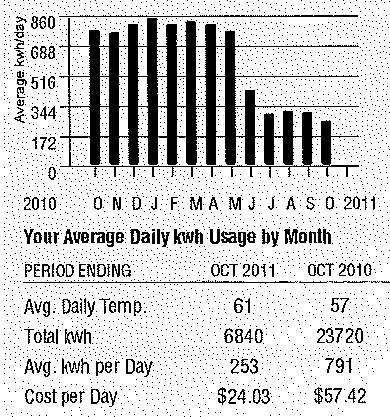 Average kwh/day
860
688
516
344
172
0
2010 O N D J F M A M J J A S O 2011
Your Average Daily kwh Usage by Month
PERIOD ENDING OCT 2011 OCT 2010
Avg. Daily Temp. 61 57
Total kwh 6840 23720
Avg. kwh per Day 253 791
Cost per Day $24.03 $57.42